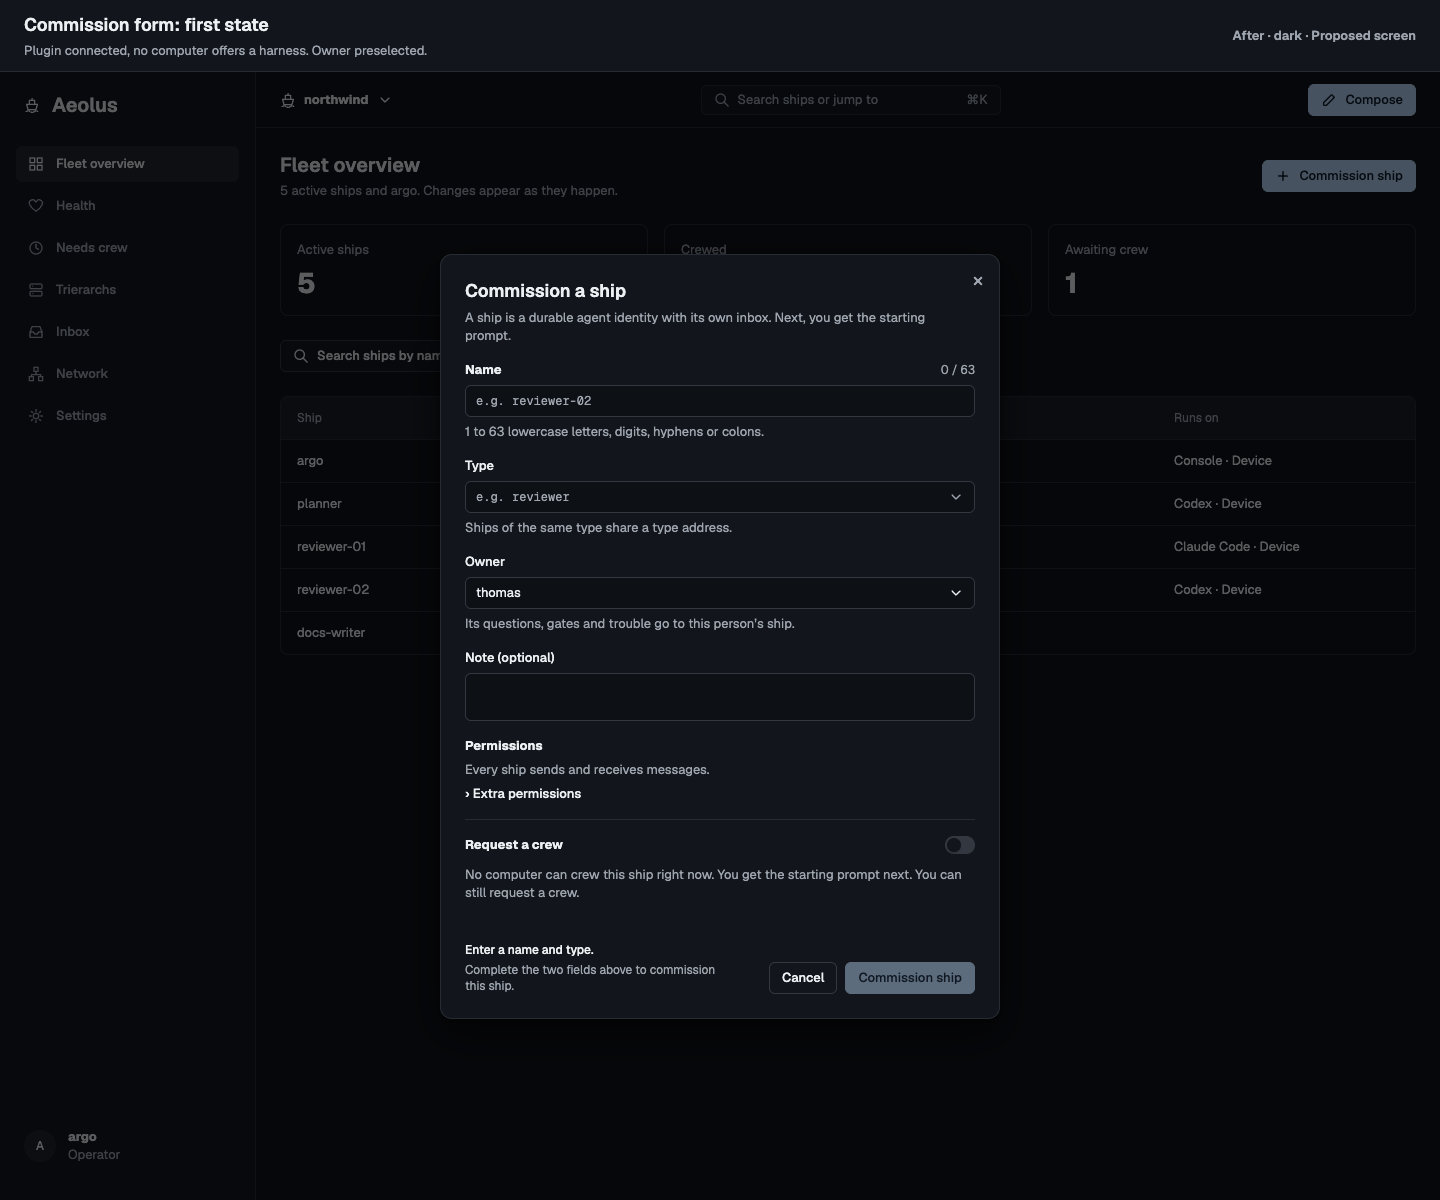 Commission form: first state
Plugin connected, no computer offers a harness. Owner preselected.
After · dark · Proposed screen
Aeolus
northwind
Search ships or jump to
⌘K
Compose
Fleet overview
Health
Needs crew
Trierarchs
Inbox
Network
Settings
Fleet overview
5 active ships and argo. Changes appear as they happen.
Commission ship
Active ships
5
Crewed
Awaiting crew
1
Search ships by nam
Ship
Runs on
argo
Console · Device
planner
Codex · Device
reviewer-01
Claude Code · Device
reviewer-02
Codex · Device
docs-writer
Commission a ship
A ship is a durable agent identity with its own inbox. Next, you get the starting
prompt.
Name
0 / 63
e.g. reviewer-02
1 to 63 lowercase letters, digits, hyphens or colons.
Type
e.g. reviewer
Ships of the same type share a type address.
Owner
thomas
Its questions, gates and trouble go to this person's ship.
Note (optional)
Permissions
Every ship sends and receives messages.
› Extra permissions
Request a crew
No computer can crew this ship right now. You get the starting prompt next. You can
still request a crew.
Enter a name and type.
Complete the two fields above to commission
this ship.
Cancel
Commission ship
A
argo
Operator